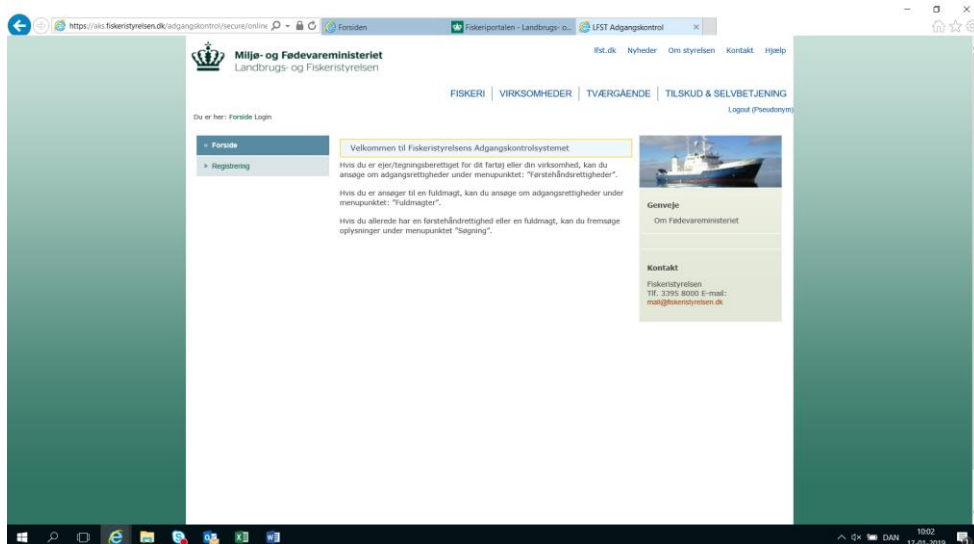 https://aks.fiskeristyrelsen.dk/adgangskontrol/secure/online
Forsiden
Fiskeriportalen - Landbrugs- o...
LFST Adgangskontrol
Miljø- og Fødevareministeriet
Landbrugs- og Fiskeristyrelsen
lfst.dk Nyheder Om styrelsen Kontakt Hjælp
FISKERI VIRKSOMHEDER TVÆRGÅENDE TILSKUD & SELVBETJENING
Logout (Pseudonym)
Du er her: Forside Login
Forside
Registrering
Velkommen til Fiskeristyrelsens Adgangskontrolsystemet
Hvis du er ejer/tegningsberettiget for dit fartøj eller din virksomhed, kan du
ansøge om adgangsrettigheder under menupunktet: "Førstehåndsrettigheder".
Hvis du er ansøger til en fuldmagt, kan du ansøge om adgangsrettigheder under
menupunktet: "Fuldmagter".
Hvis du allerede har en førstehåndrettighed eller en fuldmagt, kan du fremsøge
oplysninger under menupunktet "Søgning".
Genveje
Om Fødevareministeriet
Kontakt
Fiskeristyrelsen
Tlf. 3395 8000 E-mail:
mail@fiskeristyrelsen.dk
DAN
10:02
17-01-2019